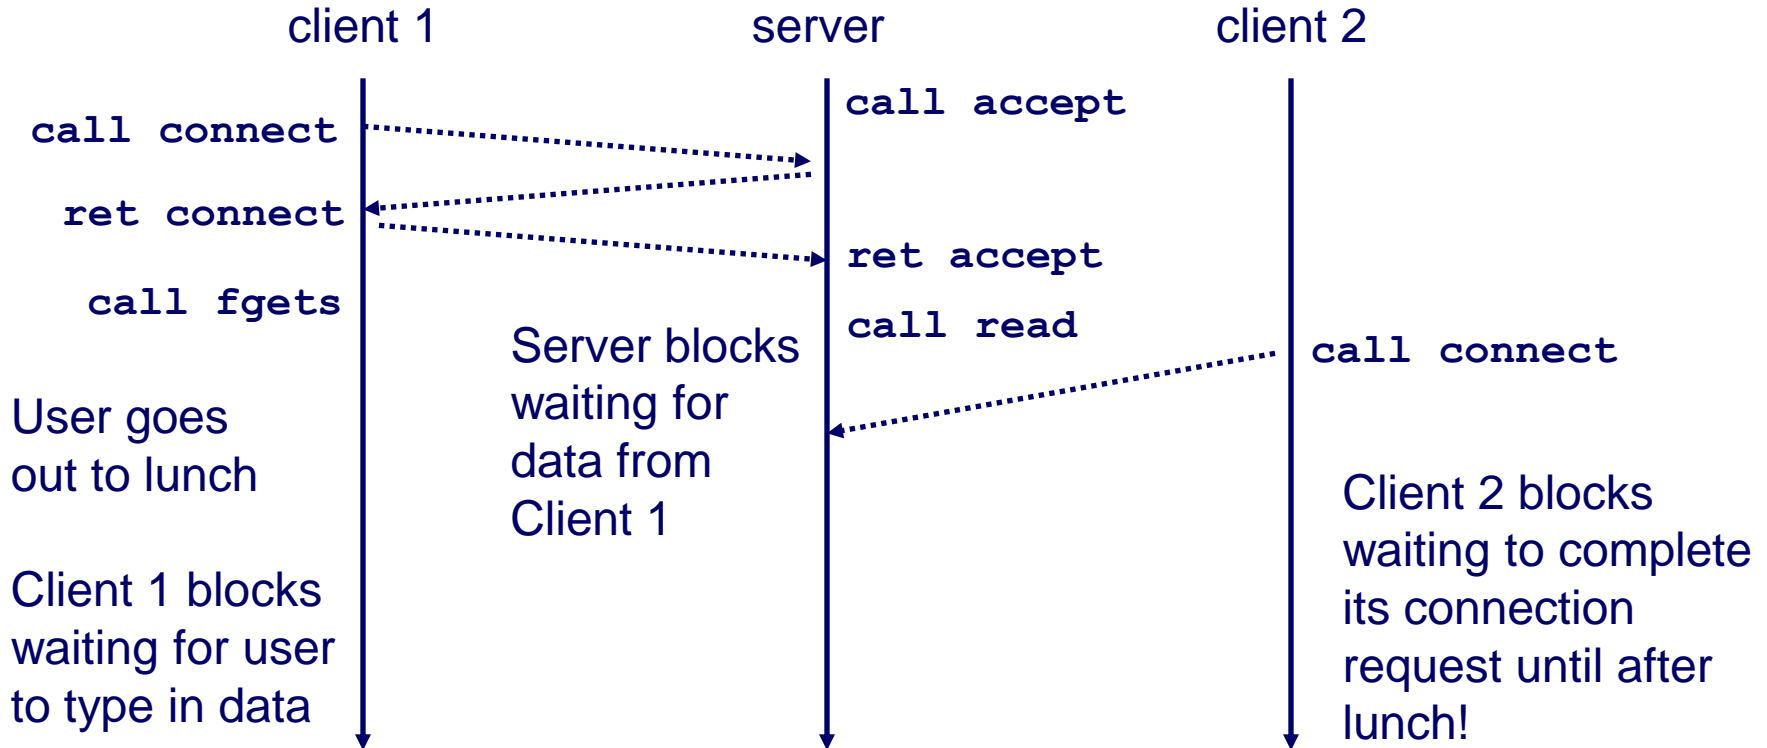 client 1
server
client 2
call connect
call accept
ret connect
ret accept
call fgets
call read
call connect
Server blocks
waiting for
data from
Client 1
User goes
out to lunch
Client 1 blocks
waiting for user
to type in data
Client 2 blocks
waiting to complete
its connection
request until after
lunch!